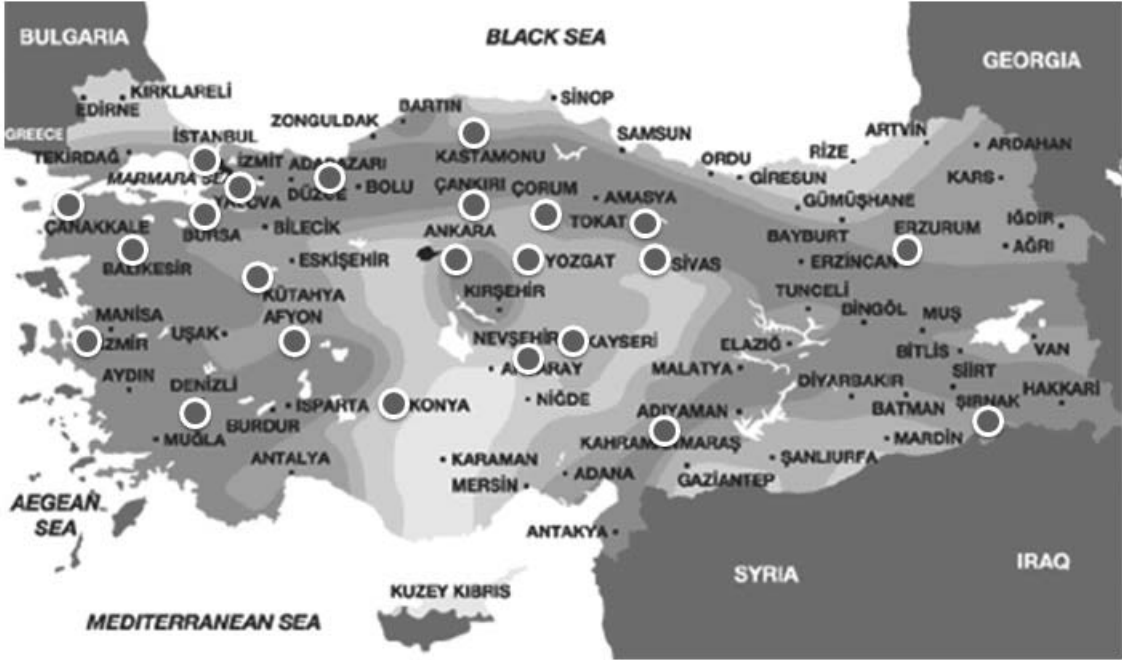 BULGARIA
BLACK SEA
GEORGIA
KIRKLARELİ
EDİRNE
SİNOP
BARTIN
ZONGULDAK
GREECE
İSTANBUL
SAMSUN
ARTVİN
ARDAHAN
TEKİRDAĞ
İZMİT
KASTAMONU
ORDU
RİZE
MARMARA
DÜZCE
BOLU
ÇANKIRI
ÇORUM
AMASYA
GİRESUN
KARS
GÜMÜŞHANE
ÇANAKKALE
BURSA
BİLECİK
ANKARA
TOKAT
BAYBURT
ERZURUM
IĞDIR
AĞRI
BALIKESİR
ESKİŞEHİR
YOZGAT
SİVAS
ERZİNCAN
KÜTAHYA
KIRŞEHİR
TUNCELİ
MANİSA
AFYON
BİNGÖL
MUŞ
UŞAK
NEVŞEHİR
KAYSERİ
İZMİR
ELAZIĞ
BİTLİS
VAN
AYDIN
DENİZLİ
MALATYA
DİYARBAKIR
SİİRT
HAKKARİ
ISPARTA
KONYA
NİĞDE
ADIYAMAN
BATMAN
ŞIRNAK
BURDUR
MUĞLA
MARDİN
ANTALYA
KARAMAN
ADANA
ŞANLIURFA
MERSİN
GAZİANTEP
AEGEAN
SEA
ANTAKYA
SYRIA
IRAQ
KUZEY KIBRIS
MEDITERRANEAN SEA